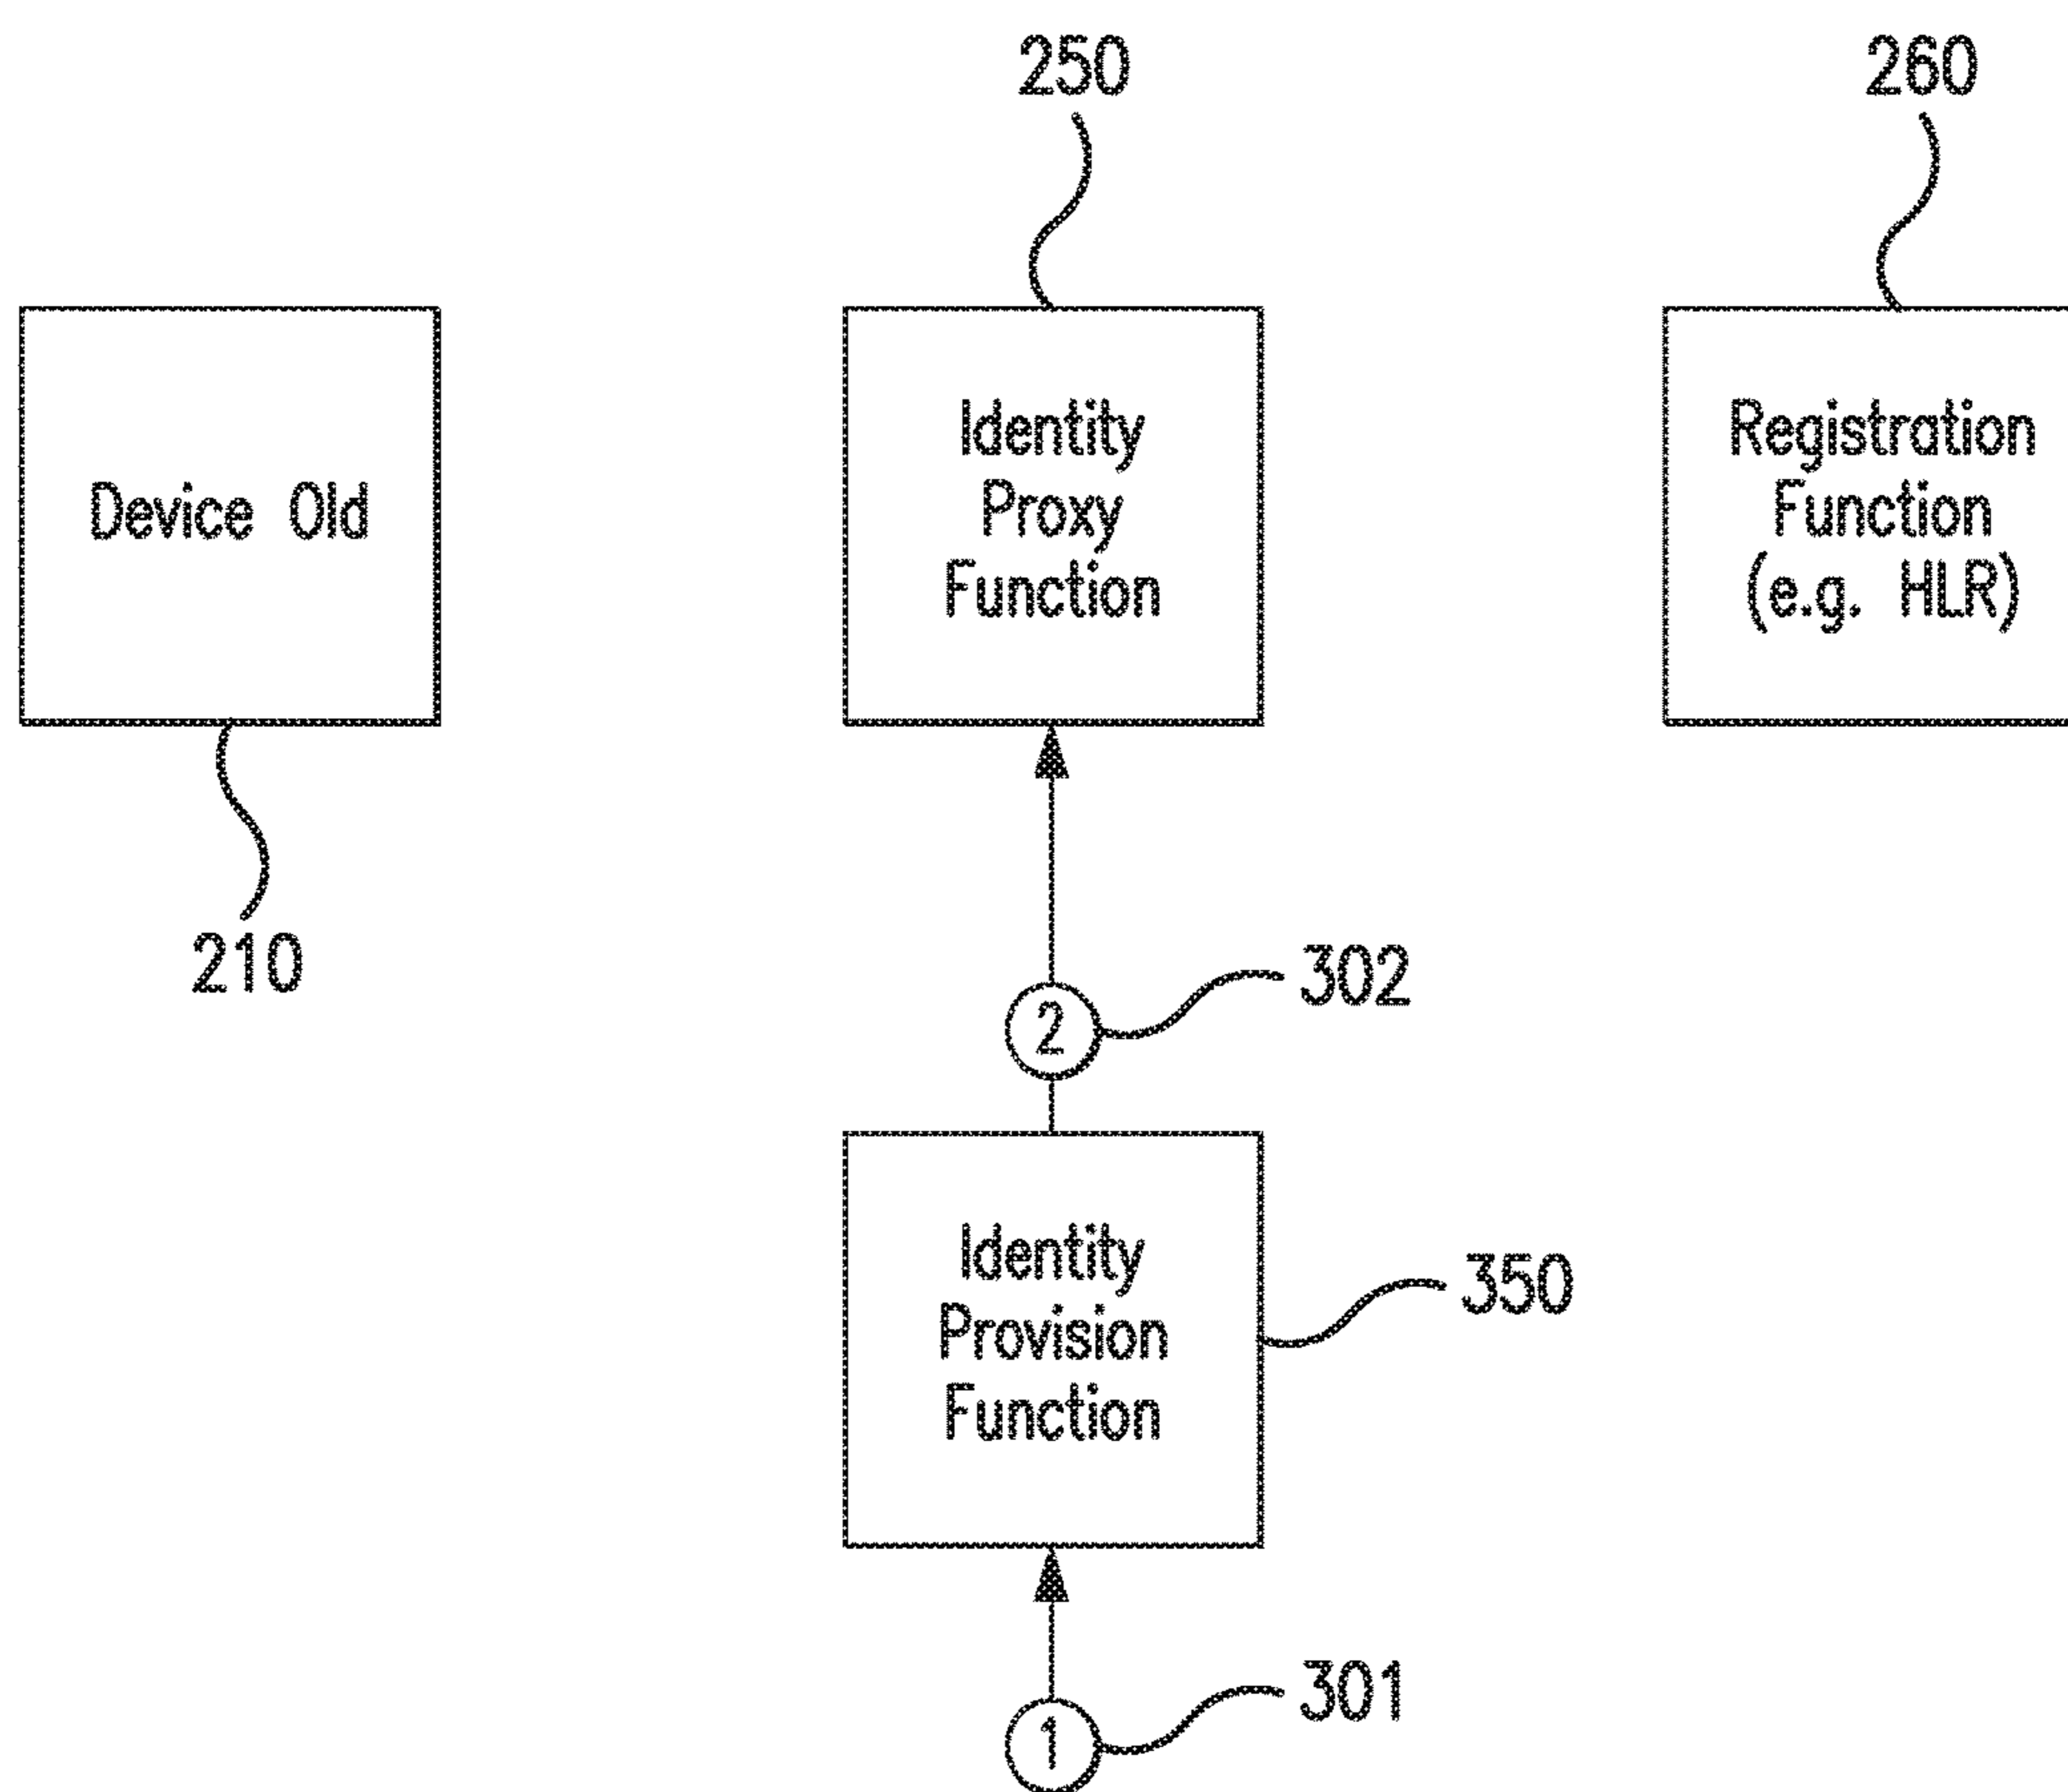 250
260
Device Old
Identity
Proxy
Function
Registration
Function
(e.g. HLR)
210
2
302
Identity
Provision
Function
350
1
301